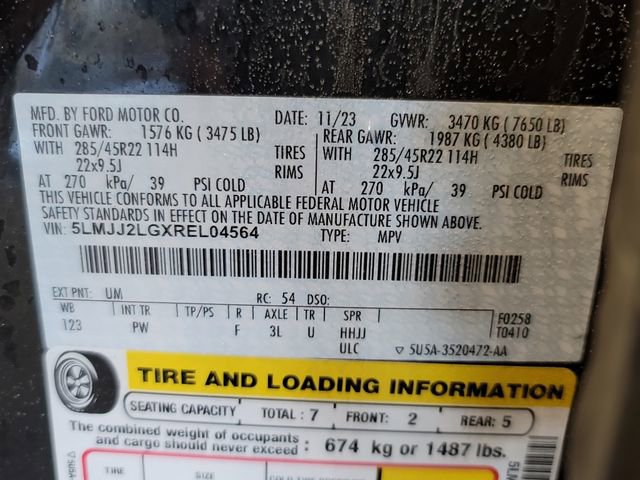 MFD. BY FORD MOTOR CO. DATE: 11/23 GVWR: 3470 KG ( 7650 LB)
FRONT GAWR: 1576 KG ( 3475 LB) REAR GAWR: 1987 KG ( 4380 LB)
WITH 285/45R22 114H TIRES WITH 285/45R22 114H TIRES
22x9.5J RIMS 22x9.5J RIMS
AT 270 kPa/ 39 PSI COLD AT 270 kPa/ 39 PSI COLD
THIS VEHICLE CONFORMS TO ALL APPLICABLE FEDERAL MOTOR VEHICLE
SAFETY STANDARDS IN EFFECT ON THE DATE OF MANUFACTURE SHOWN ABOVE.
VIN: 5LMJJ2LGXREL04564 TYPE: MPV
EXT PNT: UM RC: 54 DSO:
WB INT TR TP/PS R AXLE TR SPR F0258
123 PW F 3L U HHJJ T0410
ULC ▽ 5U5A-3520472-AA
TIRE AND LOADING INFORMATION
SEATING CAPACITY TOTAL : 7 FRONT: 2 REAR: 5
The combined weight of occupants
and cargo should never exceed : 674 kg or 1487 lbs.
TIRE SIZE